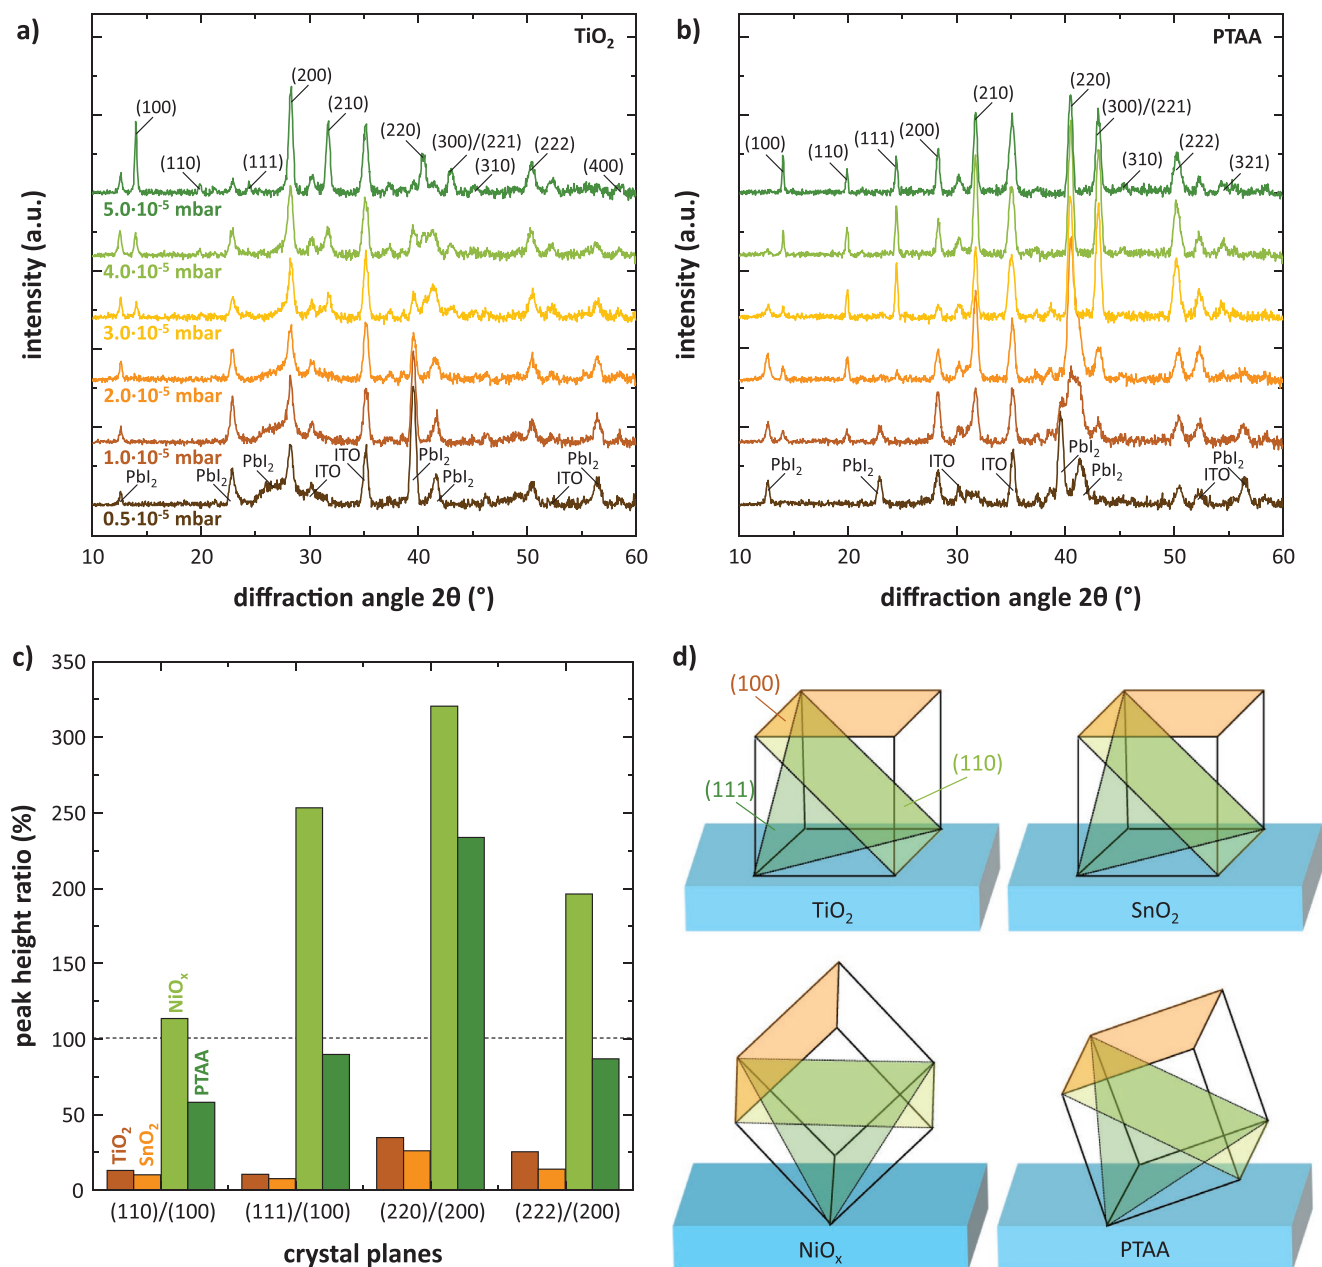 a)
TiO₂
intensity (a.u.)
(100)
(110)
(111)
(200)
(210)
(220)
(300)/(221)
(310)
(222)
(400)
5.0·10⁻⁵ mbar
4.0·10⁻⁵ mbar
3.0·10⁻⁵ mbar
2.0·10⁻⁵ mbar
1.0·10⁻⁵ mbar
0.5·10⁻⁵ mbar
PbI₂
PbI₂
PbI₂
ITO
ITO
PbI₂
PbI₂
ITO
PbI₂
10 20 30 40 50 60
diffraction angle 2θ (°)
b)
PTAA
intensity (a.u.)
(100)
(110)
(111)
(200)
(210)
(220)
(300)/(221)
(310)
(222)
(321)
PbI₂
PbI₂
ITO
ITO
PbI₂
PbI₂
PbI₂
ITO
10 20 30 40 50 60
diffraction angle 2θ (°)
c)
peak height ratio (%)
350
300
250
200
150
100
50
0
TiO₂
SnO₂
NiOₓ
PTAA
(110)/(100) (111)/(100) (220)/(200) (222)/(200)
crystal planes
d)
(100)
(110)
(111)
TiO₂
SnO₂
NiOₓ
PTAA